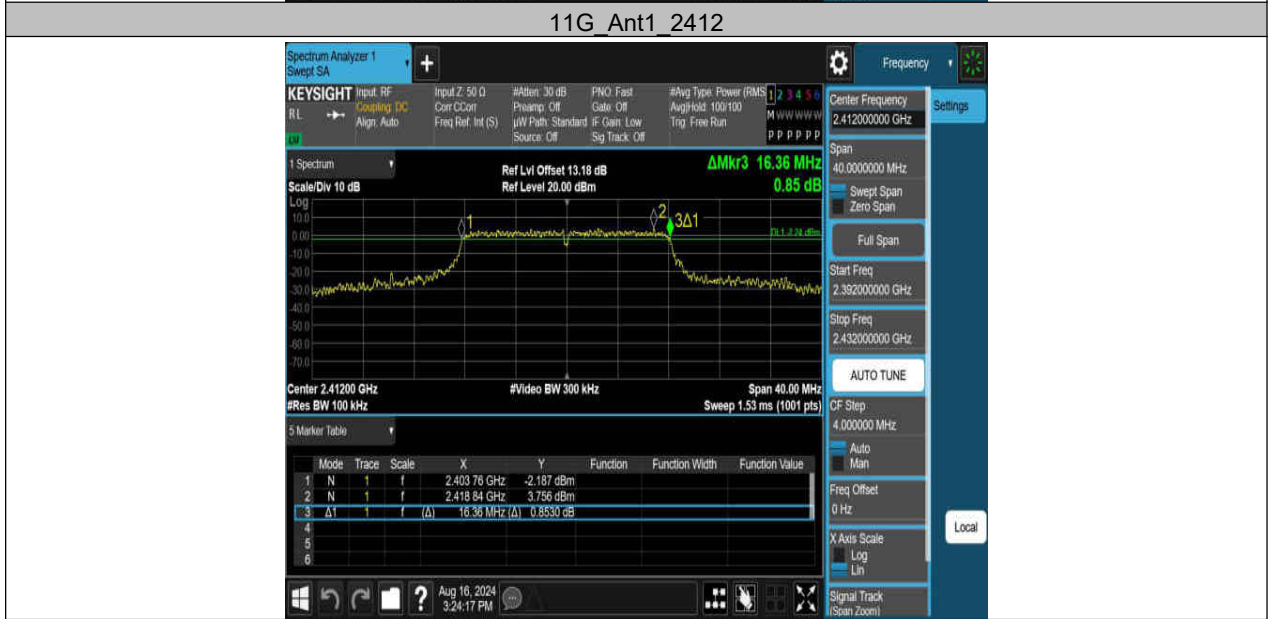 11G_Ant1_2412
Spectrum Analyzer 1
Swept SA
+
Frequency
KEYSIGHT
RL
Input: RF
Coupling: DC
Align: Auto
Input Z: 50 Ω
Corr CCorr
Freq Ref: Int (S)
#Atten: 30 dB
Preamp: Off
µW Path: Standard
Source: Off
PNO: Fast
Gate: Off
IF Gain: Low
Sig Track: Off
#Avg Type: Power (RMS
Avg|Hold: 100/100
Trig: Free Run
1 2 3 4 5 6
M W W W W W
P P P P P P
1 Spectrum
Scale/Div 10 dB
Ref Lvl Offset 13.18 dB
Ref Level 20.00 dBm
ΔMkr3 16.36 MHz
0.85 dB
Log
10.0
0.00
-10.0
-20.0
-30.0
-40.0
-50.0
-60.0
-70.0
1
2
3Δ1
Center 2.41200 GHz
#Res BW 100 kHz
#Video BW 300 kHz
Span 40.00 MHz
Sweep 1.53 ms (1001 pts)
5 Marker Table
Mode Trace Scale X Y Function Function Width Function Value
1 N 1 f 2.403 76 GHz -2.187 dBm
2 N 1 f 2.418 84 GHz 3.756 dBm
3 Δ1 1 f (Δ) 16.36 MHz (Δ) 0.8530 dB
4
5
6
?
Aug 16, 2024
3:24:17 PM
Center Frequency
2.412000000 GHz
Settings
Span
40.0000000 MHz
Swept Span
Zero Span
Full Span
Start Freq
2.392000000 GHz
Stop Freq
2.432000000 GHz
AUTO TUNE
CF Step
4.000000 MHz
Auto
Man
Freq Offset
0 Hz
X Axis Scale
Log
Lin
Local
Signal Track
(Span Zoom)